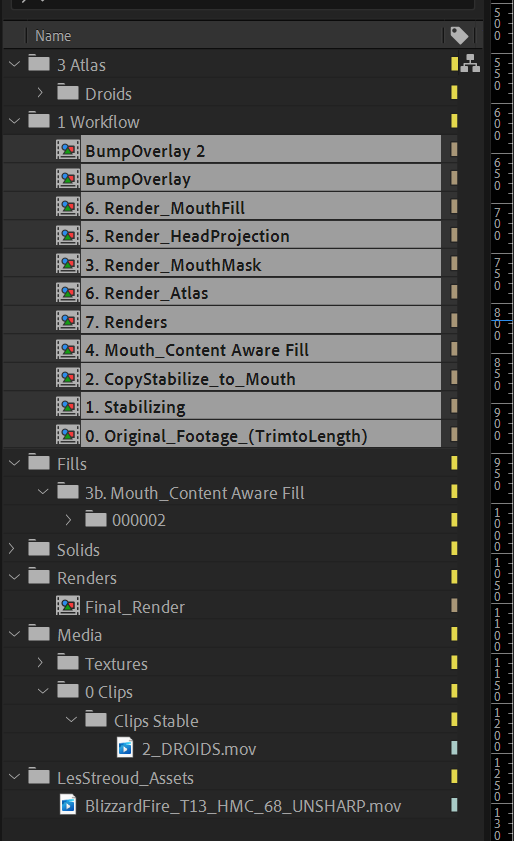 Name
3 Atlas
Droids
1 Workflow
BumpOverlay 2
BumpOverlay
6. Render_MouthFill
5. Render_HeadProjection
3. Render_MouthMask
6. Render_Atlas
7. Renders
4. Mouth_Content Aware Fill
2. CopyStabilize_to_Mouth
1. Stabilizing
0. Original_Footage_(TrimtoLength)
Fills
3b. Mouth_Content Aware Fill
000002
Solids
Renders
Final_Render
Media
Textures
0 Clips
Clips Stable
2_DROIDS.mov
LesStreoud_Assets
BlizzardFire_T13_HMC_68_UNSHARP.mov
500
550
600
650
700
750
800
850
900
950
1000
1050
1100
1150
1200
1250
130